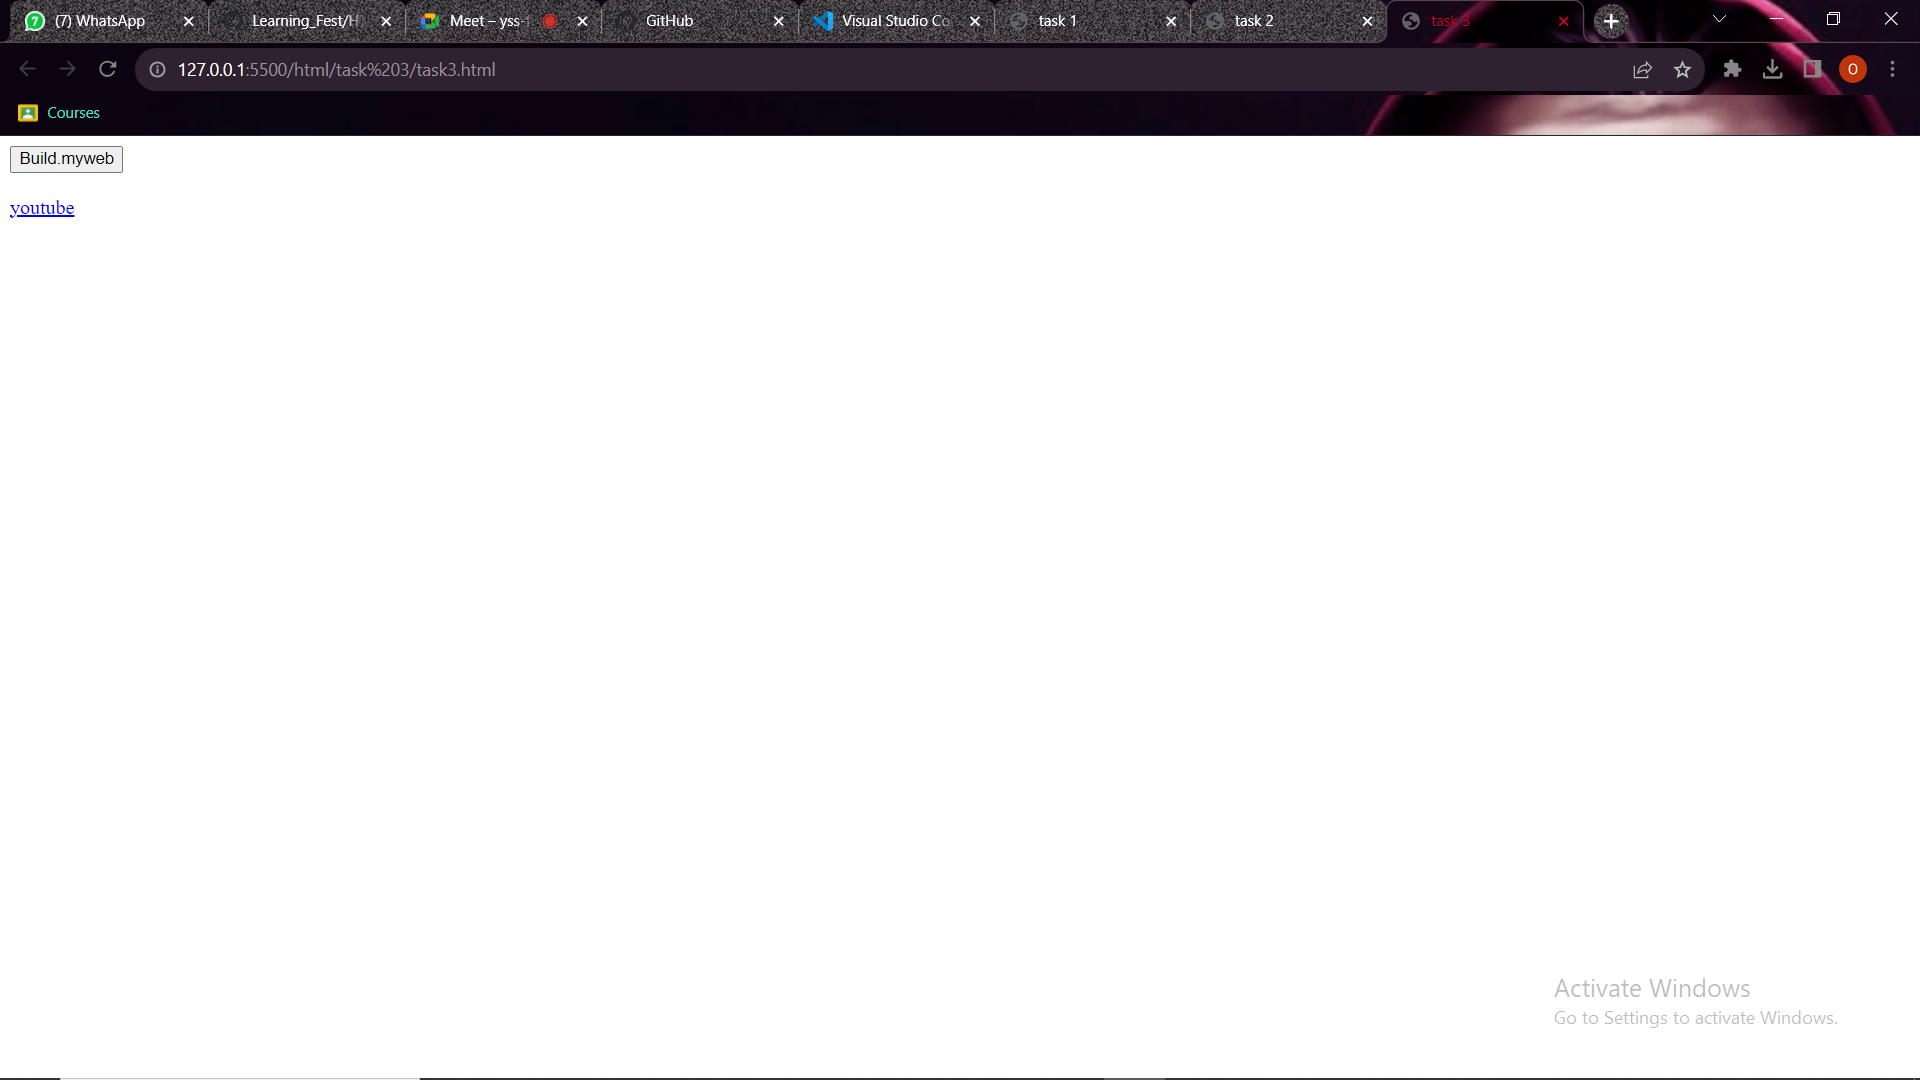 (7) WhatsApp
Learning_Fest/H
Meet – yss-
GitHub
Visual Studio Co
task 1
task 2
task 3
127.0.0.1:5500/html/task%203/task3.html
O
Courses
Build.myweb
youtube
Activate Windows
Go to Settings to activate Windows.